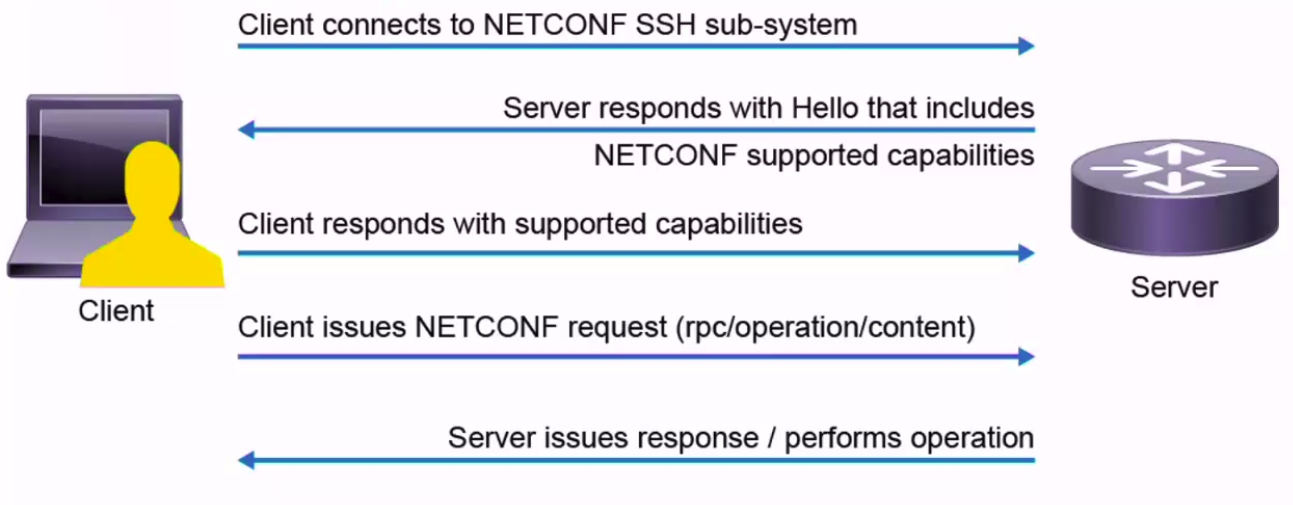 Client connects to NETCONF SSH sub-system
Server responds with Hello that includes
NETCONF supported capabilities
Client responds with supported capabilities
Client
Server
Client issues NETCONF request (rpc/operation/content)
Server issues response / performs operation